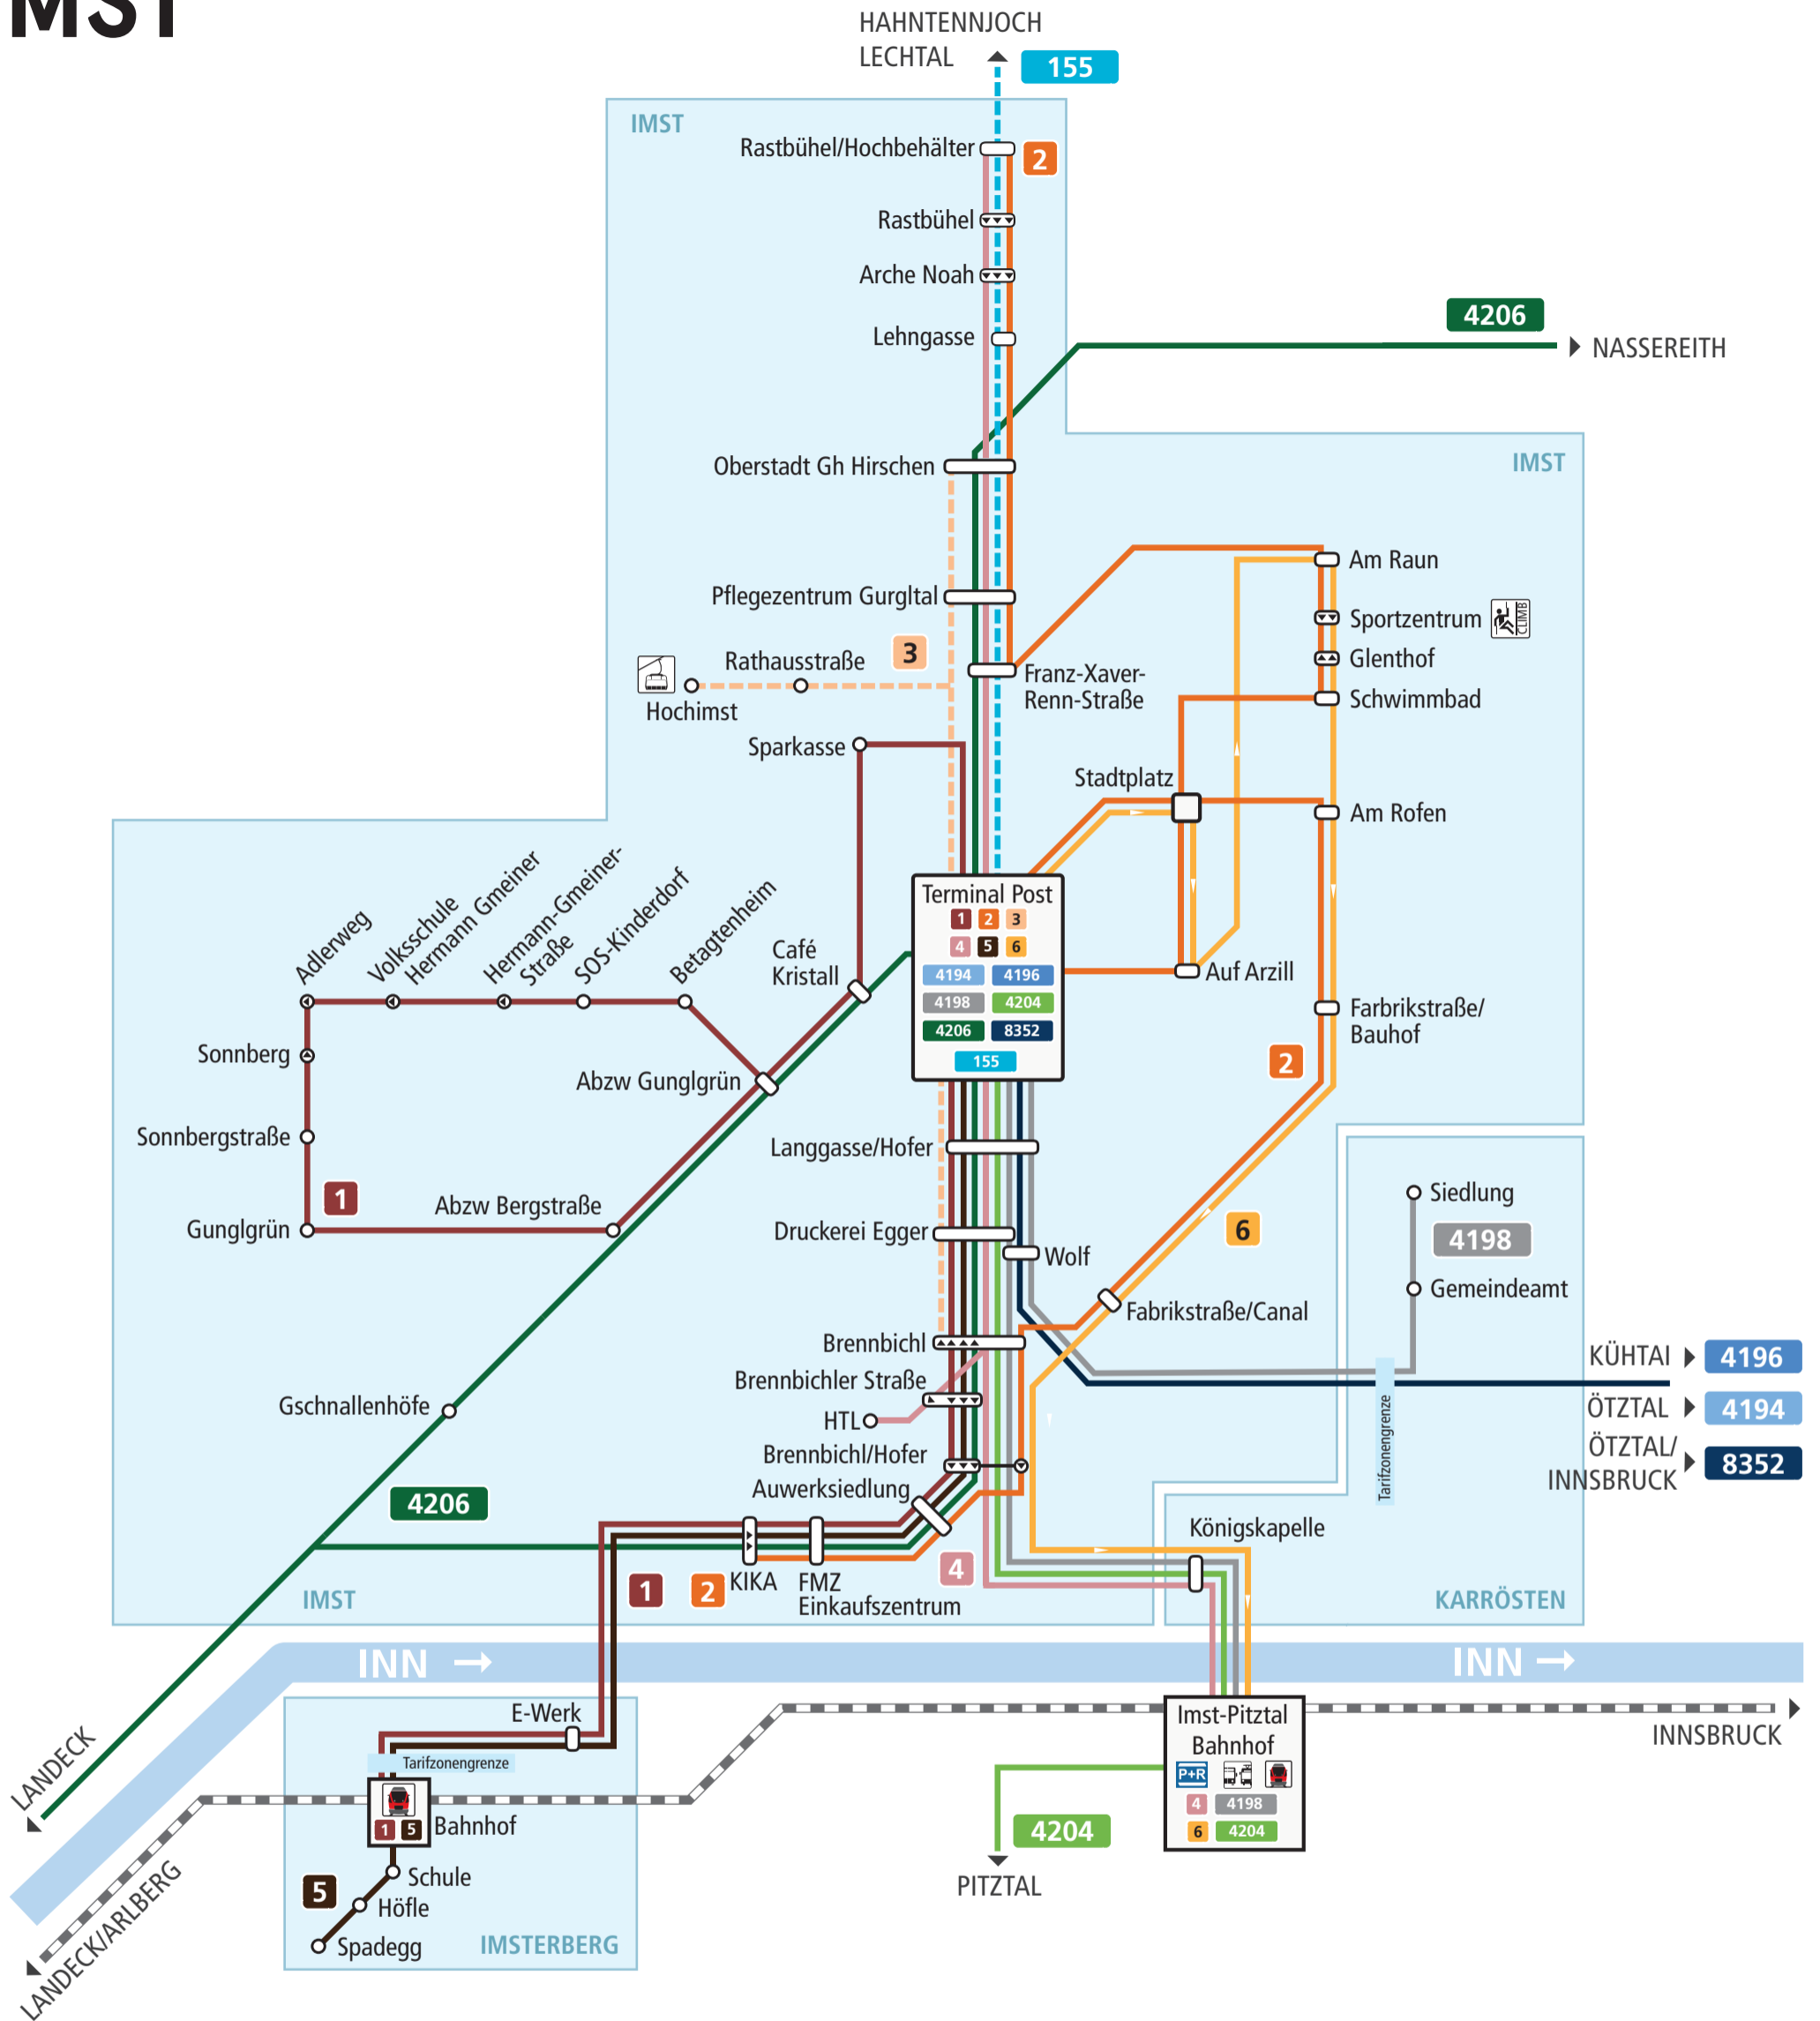 IMST
HAHNTENNJOCH
LECHTAL
155
IMST
Rastbühel/Hochbehälter
2
Rastbühel
Arche Noah
4206
Lehngasse
NASSEREITH
Oberstadt Gh Hirschen
IMST
Am Raun
Pflegezentrum Gurgltal
Sportzentrum
CLIMB
3
Rathausstraße
Glenthof
Franz-Xaver-
Renn-Straße
Hochimst
Schwimmbad
Sparkasse
Stadtplatz
Am Rofen
Adlerweg
Volksschule
Hermann Gmeiner
Hermann-Gmeiner-
Straße
SOS-Kinderdorf
Betagtenheim
Café
Kristall
Terminal Post
1 2 3
4 5 6
4194 4196
4198 4204
4206 8352
155
Auf Arzill
Farbrikstraße/
Bauhof
Sonnberg
Abzw Gunglgrün
2
Sonnbergstraße
Langgasse/Hofer
1
Abzw Bergstraße
Gunglgrün
Siedlung
Druckerei Egger
6
4198
Wolf
Gemeindeamt
Fabrikstraße/Canal
Brennbichl
KÜHTAI
4196
Brennbichler Straße
Gschnallenhöfe
HTL
ÖTZTAL
4194
Tarifzonengrenze
Brennbichl/Hofer
ÖTZTAL/
INNSBRUCK
8352
Auwerksiedlung
4206
Königskapelle
4
1
2
KIKA
FMZ
Einkaufszentrum
IMST
KARRÖSTEN
INN
INN
E-Werk
Imst-Pitztal
Bahnhof
P+R
4 4198
6 4204
INNSBRUCK
Tarifzonengrenze
LANDECK
1 5
Bahnhof
4204
Schule
5
Höfle
PITZTAL
Spadegg
IMSTERBERG
LANDECK/ARLBERG